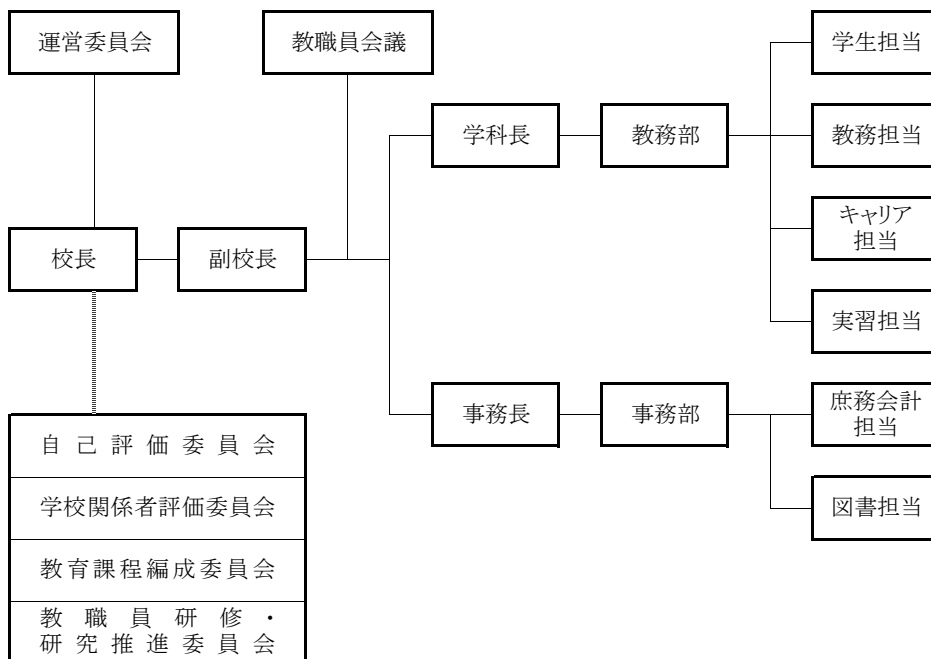 運営委員会
教職員会議
学生担当
学科長
教務部
教務担当
キャリア
担当
校長
副校長
実習担当
事務長
事務部
庶務会計
担当
図書担当
自己評価委員会
学校関係者評価委員会
教育課程編成委員会
教職員研修・
研究推進委員会